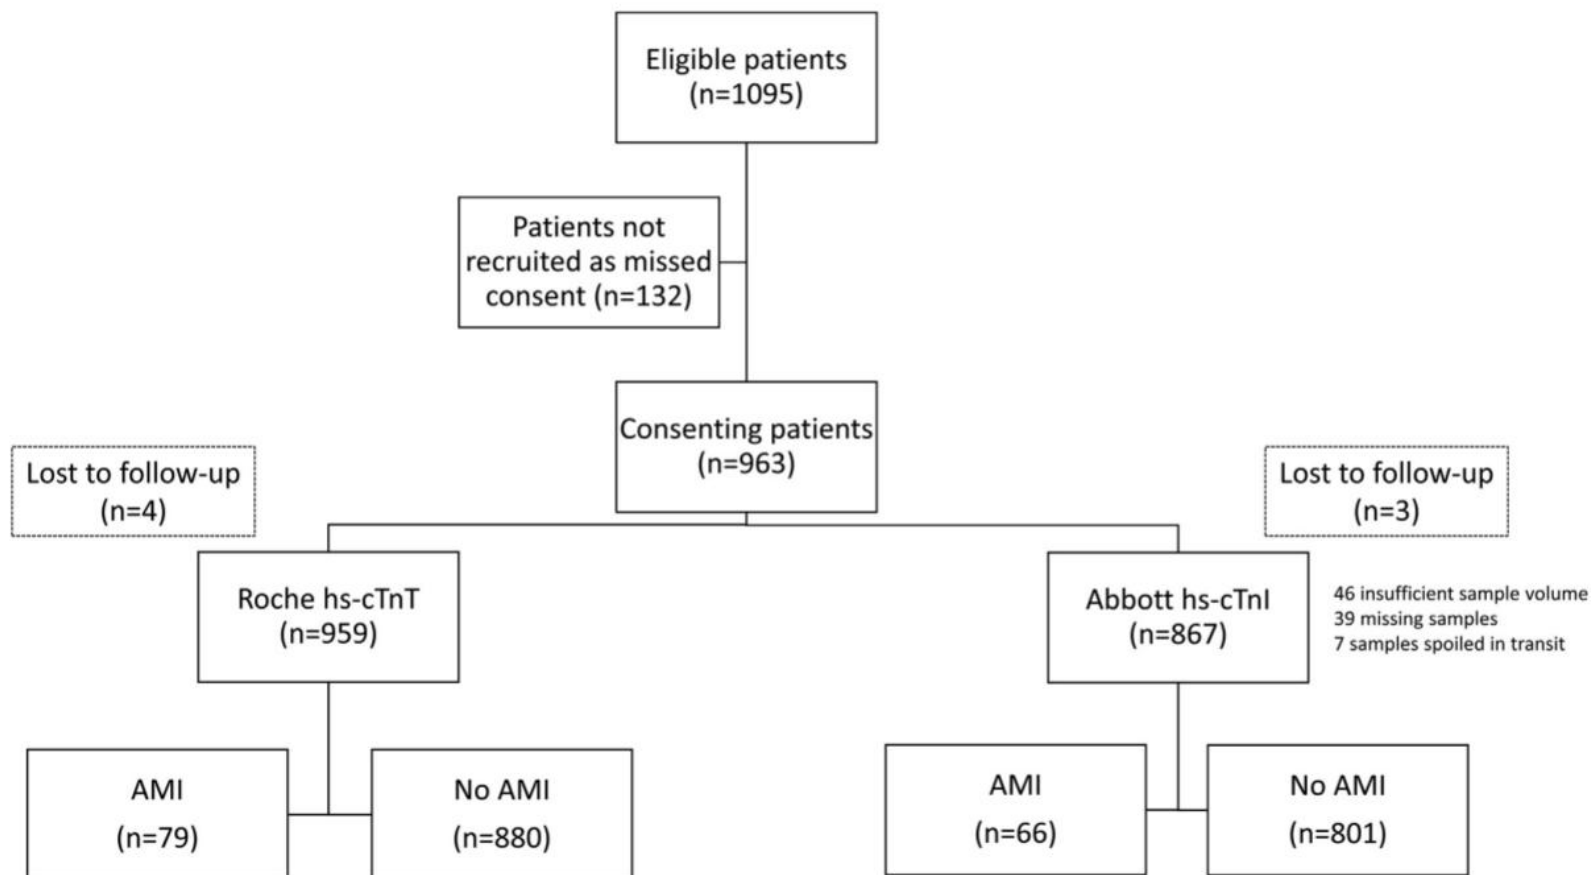 Eligible patients
(n=1095)
Patients not
recruited as missed
consent (n=132)
Consenting patients
(n=963)
Lost to follow-up
(n=4)
Lost to follow-up
(n=3)
Roche hs-cTnT
(n=959)
Abbott hs-cTnI
(n=867)
46 insufficient sample volume
39 missing samples
7 samples spoiled in transit
AMI
(n=79)
No AMI
(n=880)
AMI
(n=66)
No AMI
(n=801)